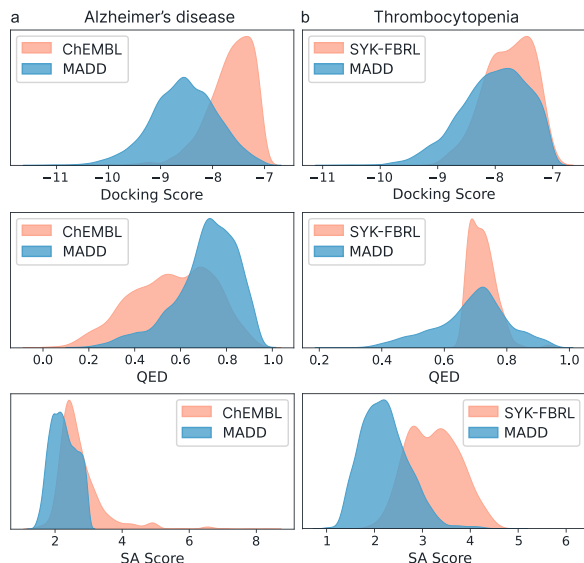 a Alzheimer's disease
ChEMBL
MADD
−11 −10 −9 −8 −7
Docking Score
ChEMBL
MADD
0.0 0.2 0.4 0.6 0.8 1.0
QED
ChEMBL
MADD
2 4 6 8
SA Score
b Thrombocytopenia
SYK-FBRL
MADD
−11 −10 −9 −8 −7
Docking Score
SYK-FBRL
MADD
0.2 0.4 0.6 0.8 1.0
QED
SYK-FBRL
MADD
1 2 3 4 5 6
SA Score